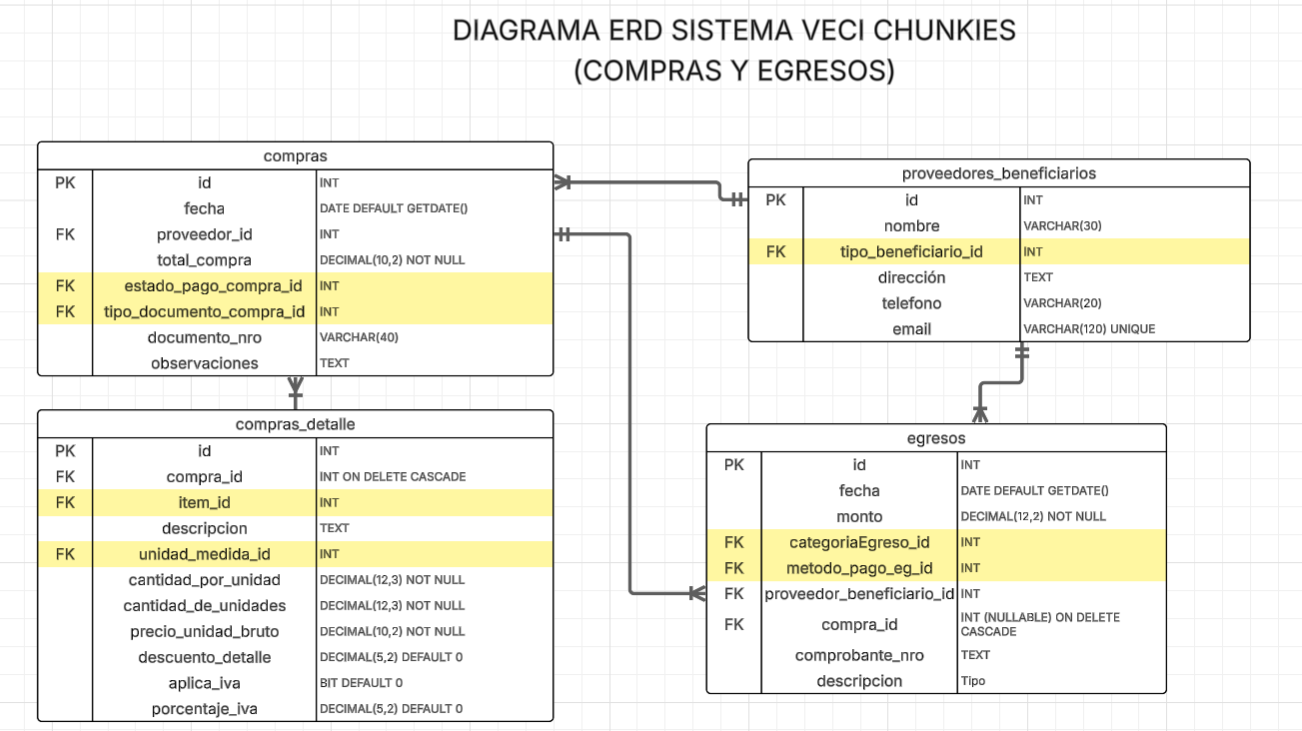 DIAGRAMA ERD SISTEMA VECI CHUNKIES
(COMPRAS Y EGRESOS)
compras
PK id INT
fecha DATE DEFAULT GETDATE()
FK proveedor_id INT
total_compra DECIMAL(10,2) NOT NULL
FK estado_pago_compra_id INT
FK tipo_documento_compra_id INT
documento_nro VARCHAR(40)
observaciones TEXT
proveedores_beneficiarios
PK id INT
nombre VARCHAR(30)
FK tipo_beneficiario_id INT
dirección TEXT
telefono VARCHAR(20)
email VARCHAR(120) UNIQUE
compras_detalle
PK id INT
FK compra_id INT ON DELETE CASCADE
FK item_id INT
descripcion TEXT
FK unidad_medida_id INT
cantidad_por_unidad DECIMAL(12,3) NOT NULL
cantidad_de_unidades DECIMAL(12,3) NOT NULL
precio_unidad_bruto DECIMAL(10,2) NOT NULL
descuento_detalle DECIMAL(5,2) DEFAULT 0
aplica_iva BIT DEFAULT 0
porcentaje_iva DECIMAL(5,2) DEFAULT 0
egresos
PK id INT
fecha DATE DEFAULT GETDATE()
monto DECIMAL(12,2) NOT NULL
FK categoriaEgreso_id INT
FK metodo_pago_eg_id INT
FK proveedor_beneficiario_id INT
FK compra_id INT (NULLABLE) ON DELETE
CASCADE
comprobante_nro TEXT
descripcion Tipo